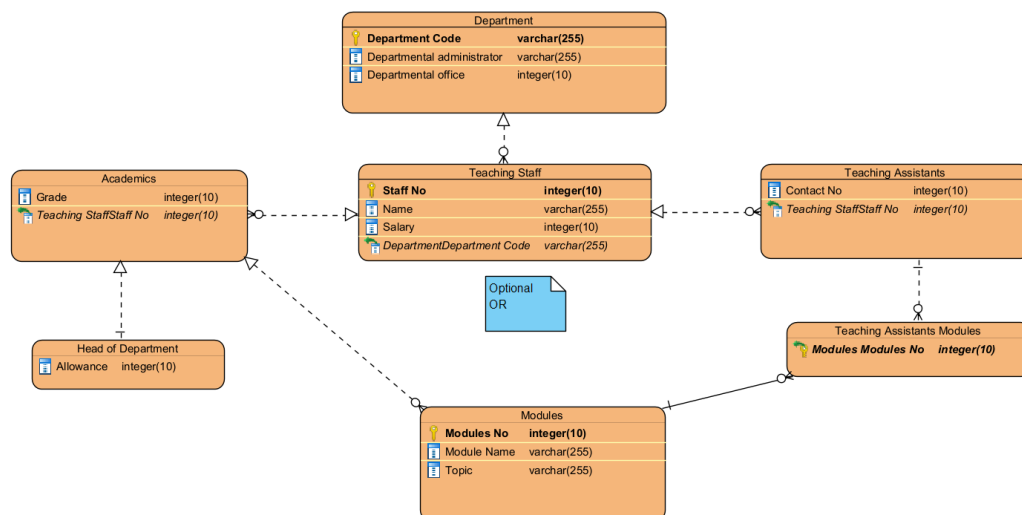 Department
Department Code varchar(255)
Departmental administrator varchar(255)
Departmental office integer(10)
Academics
Grade integer(10)
Teaching StaffStaff No integer(10)
Teaching Staff
Staff No integer(10)
Name varchar(255)
Salary integer(10)
DepartmentDepartment Code varchar(255)
Teaching Assistants
Contact No integer(10)
Teaching StaffStaff No integer(10)
Optional
OR
Head of Department
Allowance integer(10)
Teaching Assistants Modules
Modules Modules No integer(10)
Modules
Modules No integer(10)
Module Name varchar(255)
Topic varchar(255)